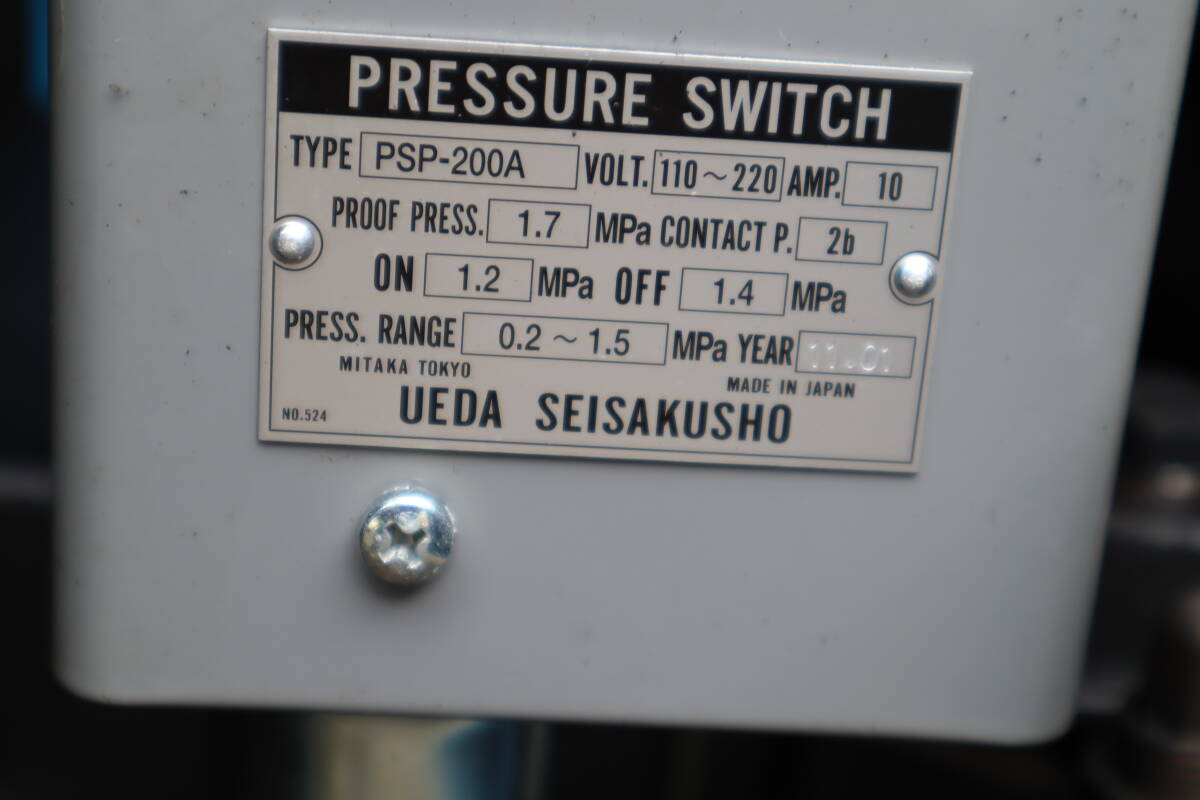 PRESSURE SWITCH
TYPE PSP-200A VOLT. 110~220 AMP. 10
PROOF PRESS. 1.7 MPa CONTACT P. 2b
ON 1.2 MPa OFF 1.4 MPa
PRESS. RANGE 0.2~1.5 MPa YEAR 11.01
MITAKA TOKYO MADE IN JAPAN
NO.524 UEDA SEISAKUSHO